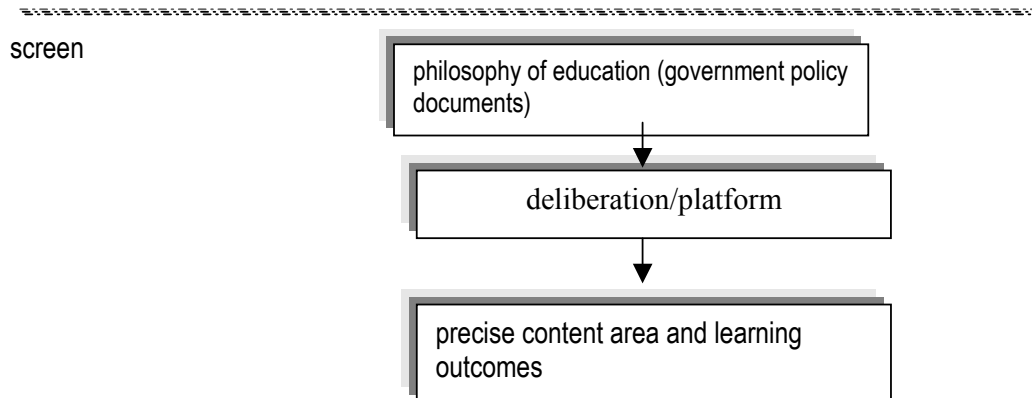 screen
philosophy of education (government policy
documents)
deliberation/platform
precise content area and learning
outcomes